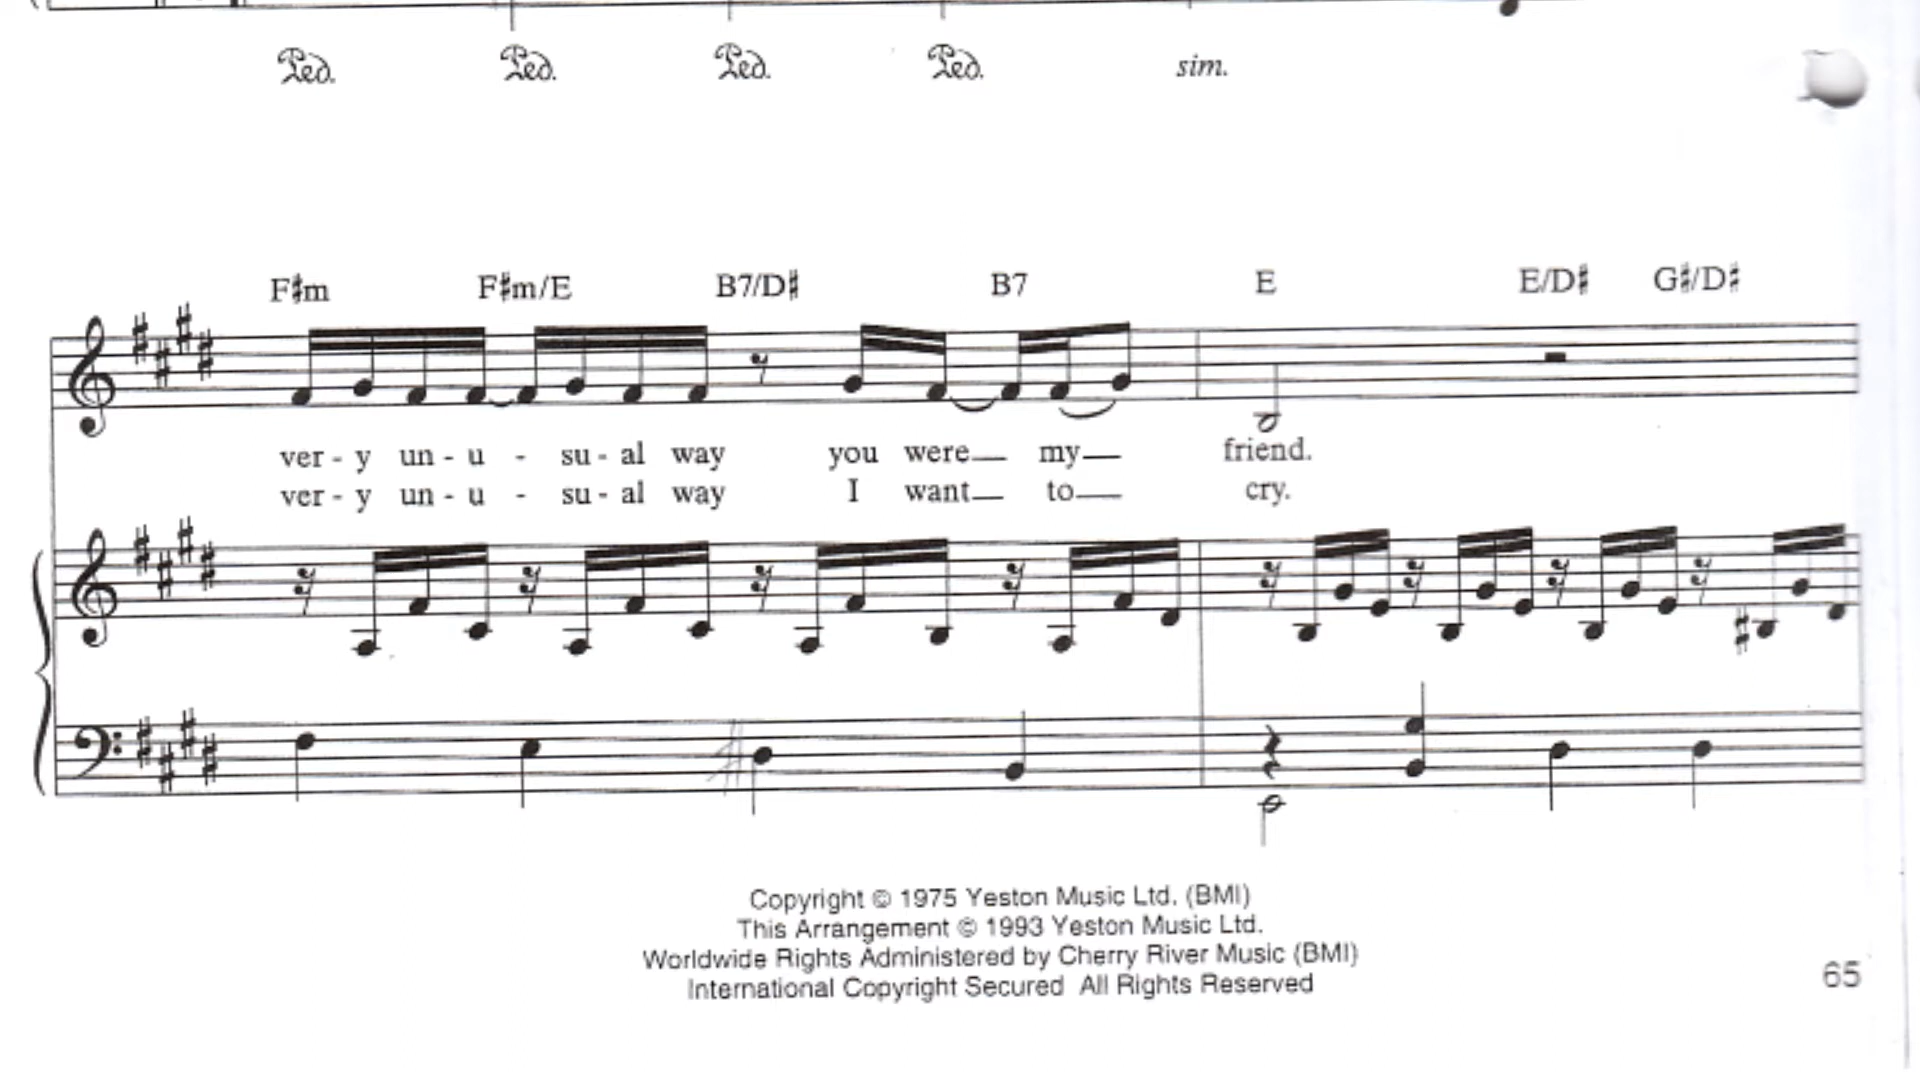 Ped. Ped. Ped. Ped. sim.
F♯m F♯m/E B7/D♯ B7 E E/D♯ G♯/D♯
ver - y un - u - su - al way you were my friend.
ver - y un - u - su - al way I want to cry.
Copyright © 1975 Yeston Music Ltd. (BMI)
This Arrangement © 1993 Yeston Music Ltd.
Worldwide Rights Administered by Cherry River Music (BMI)
International Copyright Secured All Rights Reserved
65